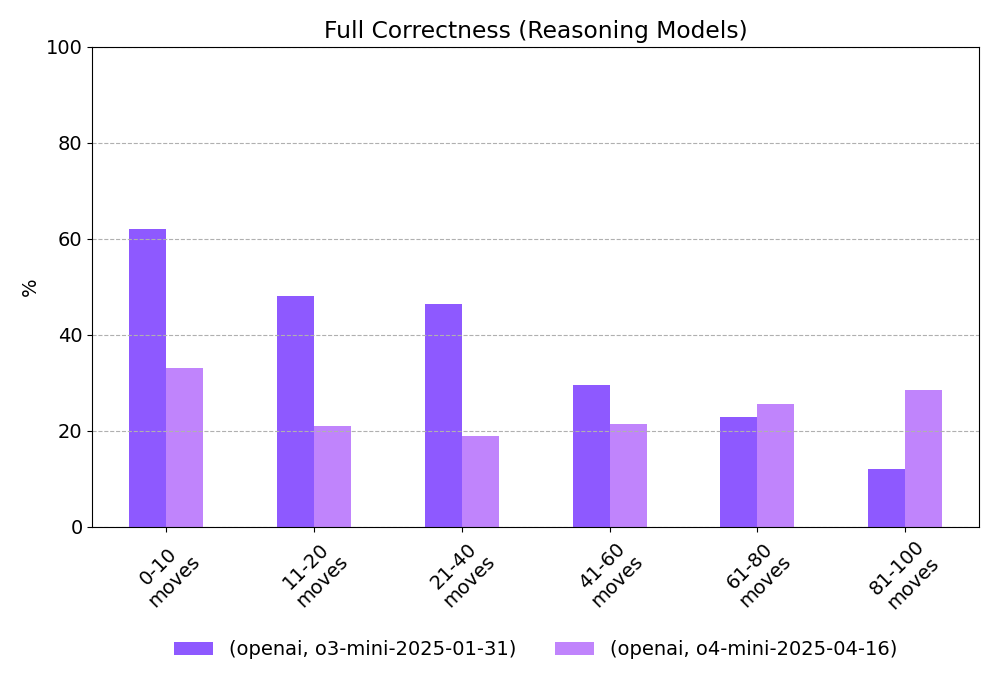 Full Correctness (Reasoning Models)
100
80
60
40
20
0
%
0-10
moves
11-20
moves
21-40
moves
41-60
moves
61-80
moves
81-100
moves
(openai, o3-mini-2025-01-31)
(openai, o4-mini-2025-04-16)